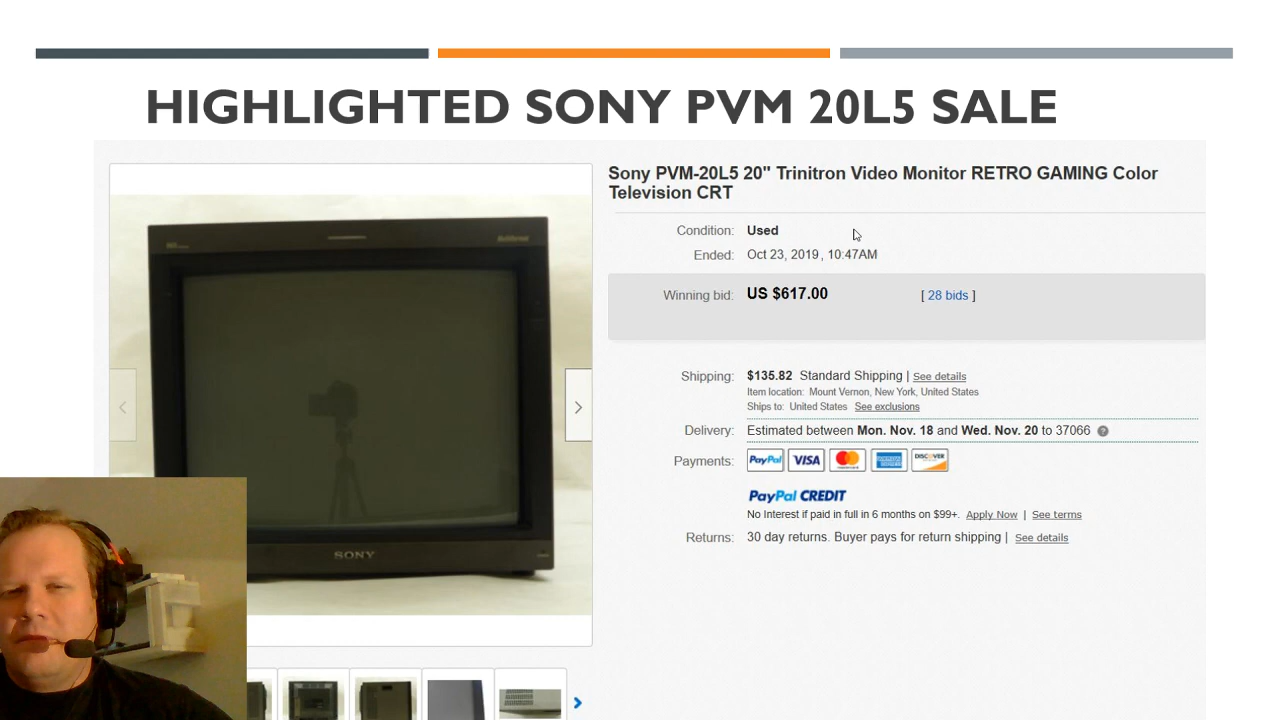 HIGHLIGHTED SONY PVM 20L5 SALE
Sony PVM-20L5 20" Trinitron Video Monitor RETRO GAMING Color
Television CRT
Condition: Used
Ended: Oct 23, 2019 , 10:47AM
Winning bid: US $617.00 [ 28 bids ]
Shipping: $135.82 Standard Shipping | See details
Item location: Mount Vernon, New York, United States
Ships to: United States See exclusions
Delivery: Estimated between Mon. Nov. 18 and Wed. Nov. 20 to 37066 ?
Payments: PayPal VISA MasterCard AMERICAN EXPRESS DISCOVER
PayPal CREDIT
No Interest if paid in full in 6 months on $99+. Apply Now | See terms
Returns: 30 day returns. Buyer pays for return shipping | See details
SONY